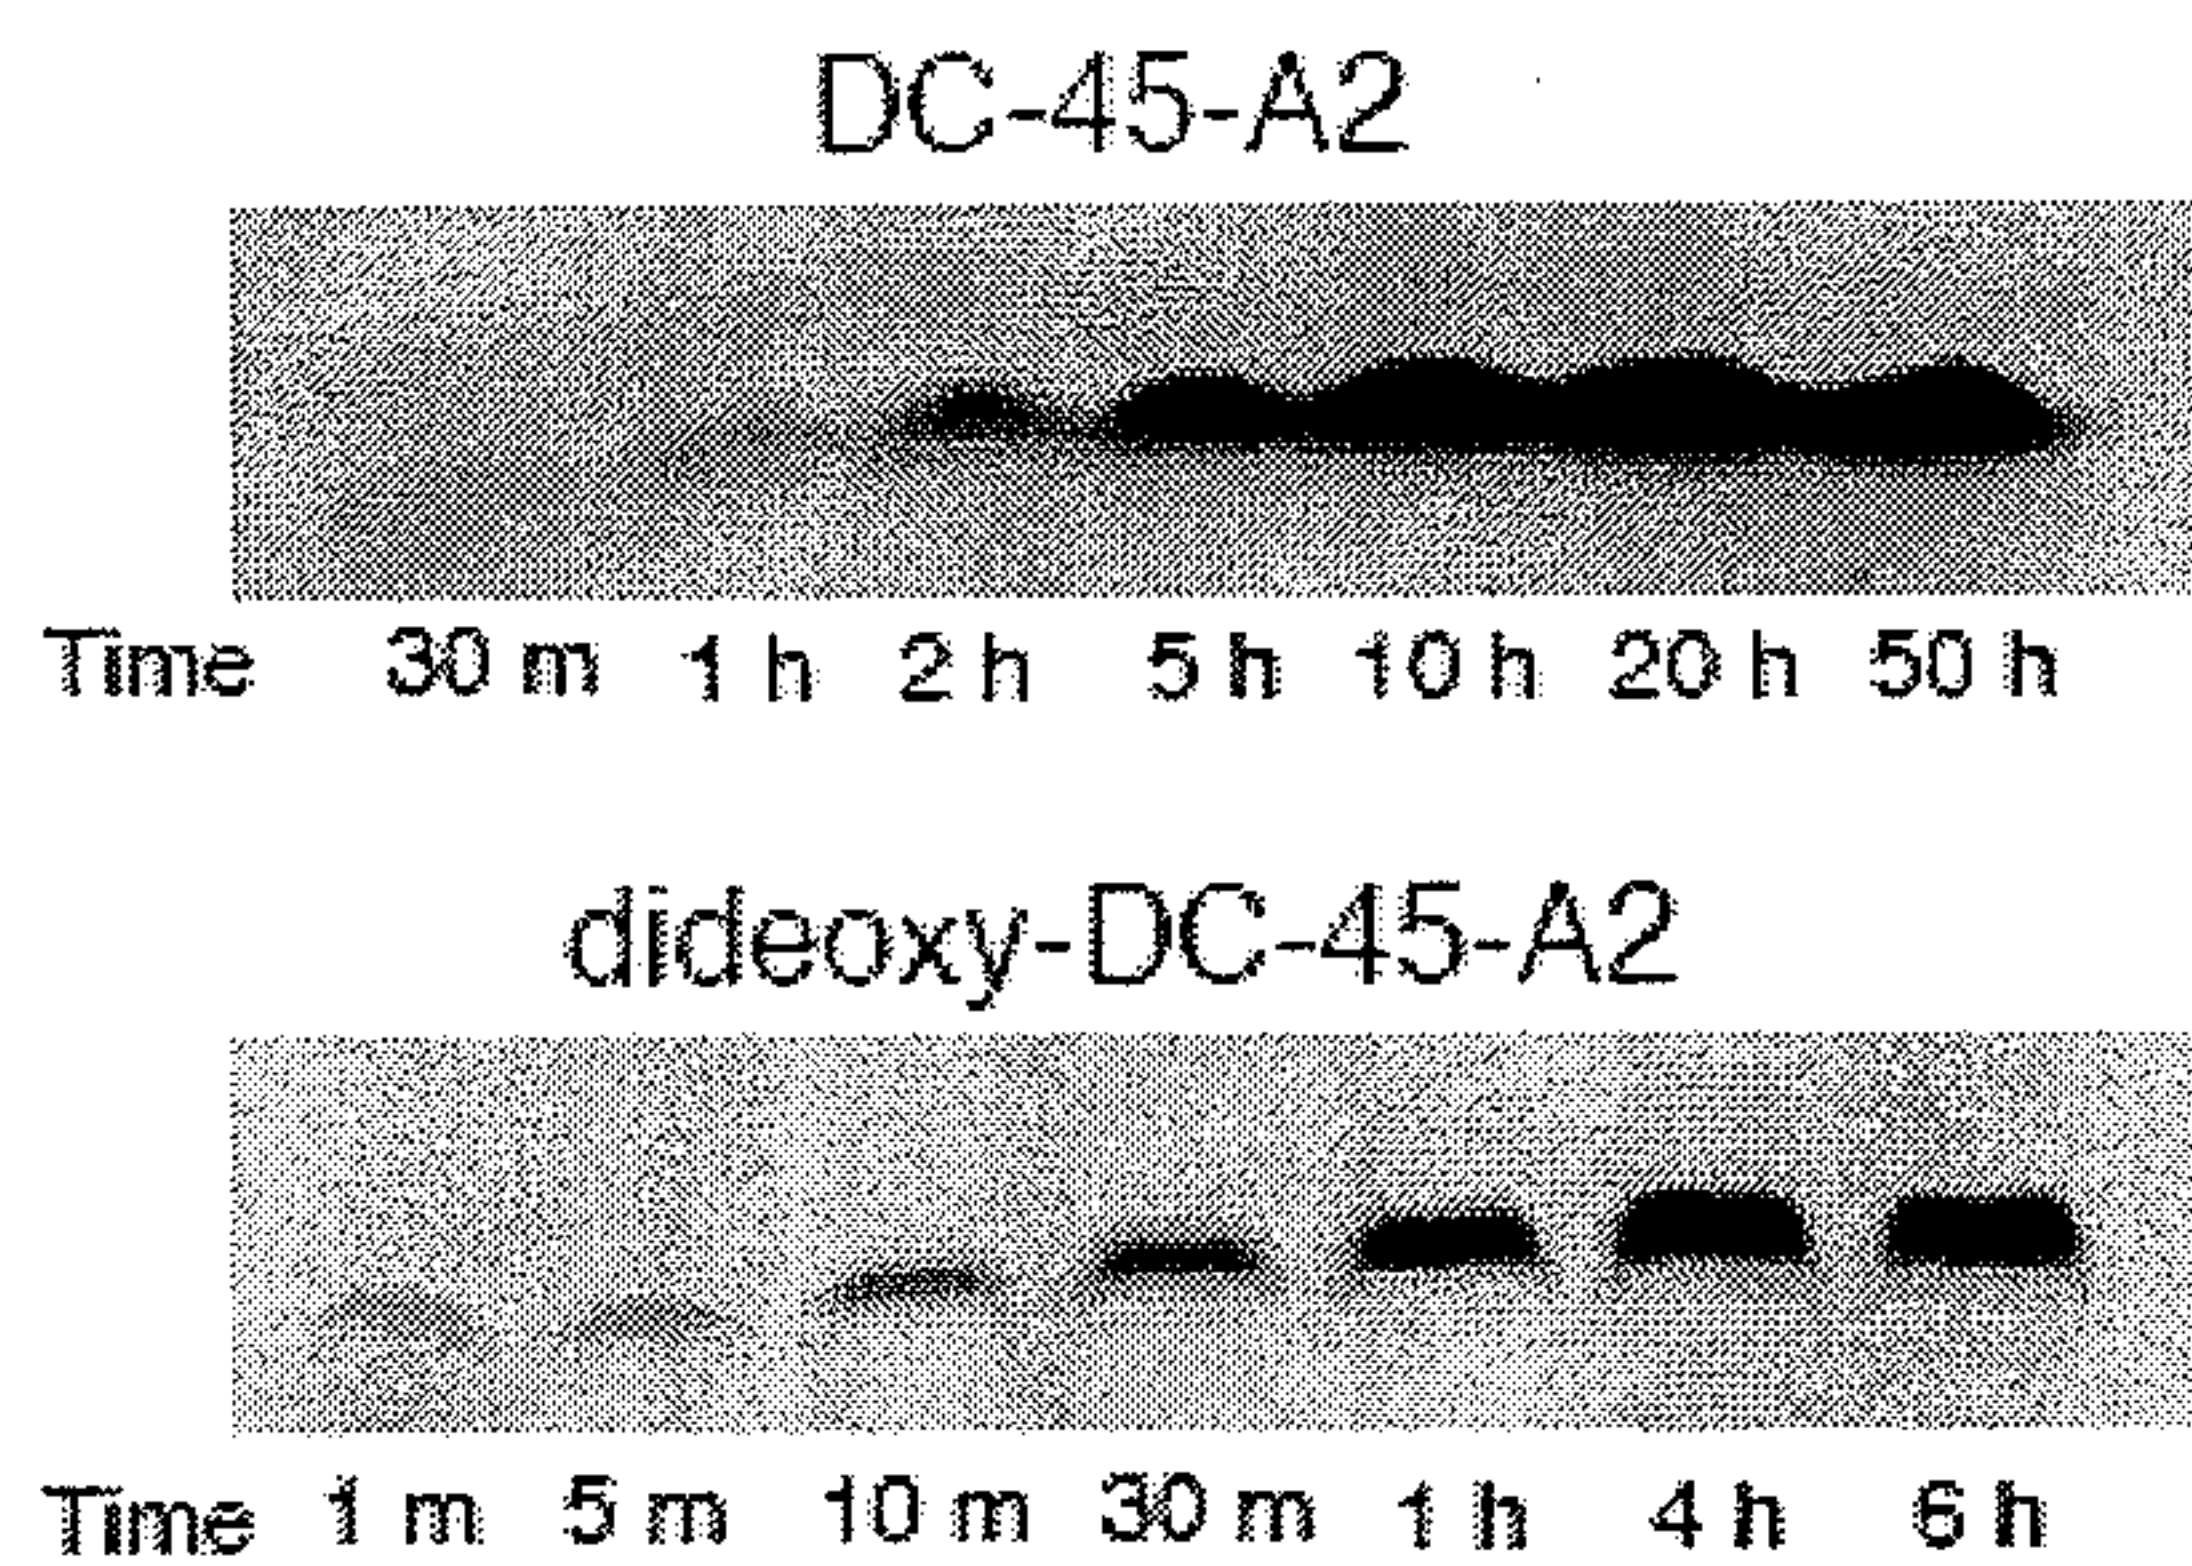 DC-45-A2
Time 30 m 1 h 2 h 5 h 10 h 20 h 50 h
dideoxy-DC-45-A2
Time 1 m 5 m 10 m 30 m 1 h 4 h 6 h